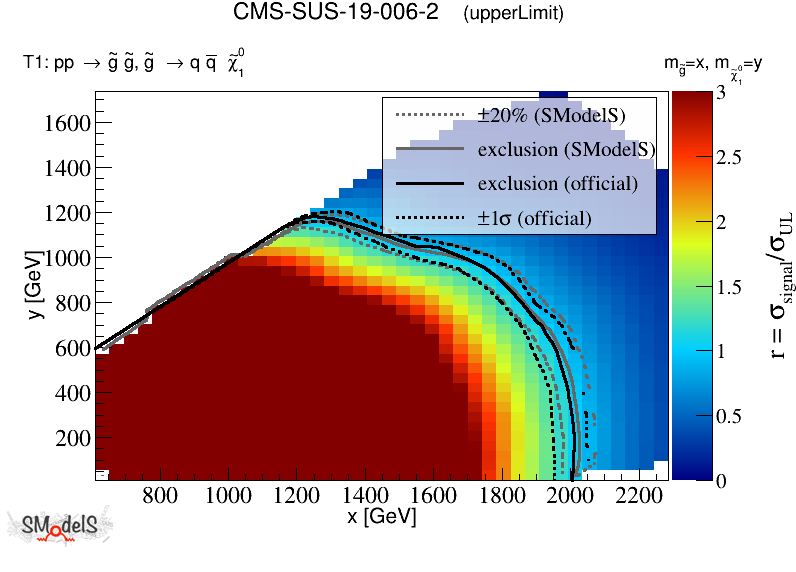 CMS-SUS-19-006-2 (upperLimit)
T1: pp → g̃ g̃, g̃ → q q̅ χ̃₁⁰
m_g̃=x, m_χ̃₁⁰=y
±20% (SModelS)
exclusion (SModelS)
exclusion (official)
±1σ (official)
y [GeV]
1600
1400
1200
1000
800
600
400
200
800 1000 1200 1400 1600 1800 2000 2200
x [GeV]
3
2.5
2
1.5
1
0.5
0
r = σ_signal/σ_UL
SModelS